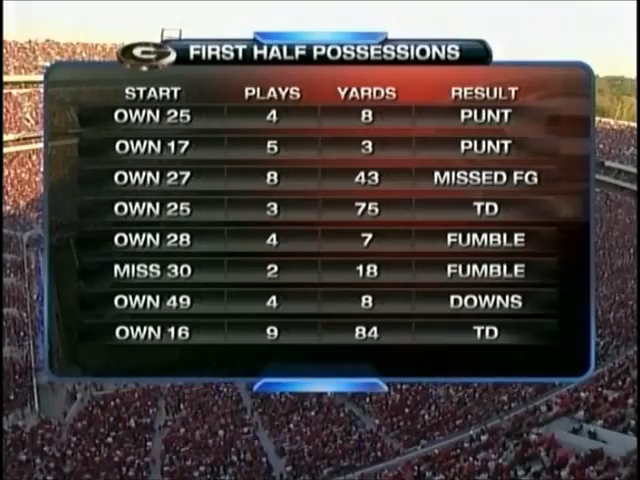 G FIRST HALF POSSESSIONS
START PLAYS YARDS RESULT
OWN 25 4 8 PUNT
OWN 17 5 3 PUNT
OWN 27 8 43 MISSED FG
OWN 25 3 75 TD
OWN 28 4 7 FUMBLE
MISS 30 2 18 FUMBLE
OWN 49 4 8 DOWNS
OWN 16 9 84 TD